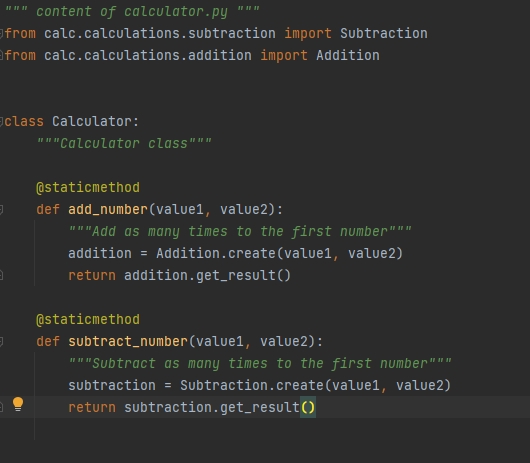 """ content of calculator.py """
from calc.calculations.subtraction import Subtraction
from calc.calculations.addition import Addition
class Calculator:
"""Calculator class"""
@staticmethod
def add_number(value1, value2):
"""Add as many times to the first number"""
addition = Addition.create(value1, value2)
return addition.get_result()
@staticmethod
def subtract_number(value1, value2):
"""Subtract as many times to the first number"""
subtraction = Subtraction.create(value1, value2)
return subtraction.get_result()